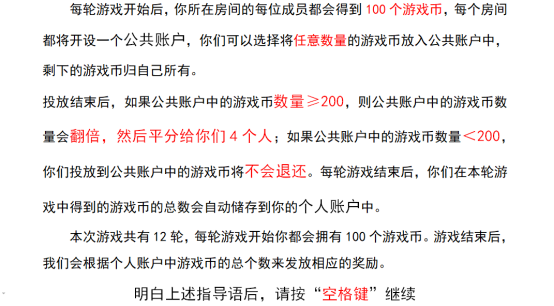 每轮游戏开始后，你所在房间的每位成员都会得到 100 个游戏币，每个房间
都将开设一个公共账户，你们可以选择将任意数量的游戏币放入公共账户中，
剩下的游戏币归自己所有。
投放结束后，如果公共账户中的游戏币数量≥200，则公共账户中的游戏币数
量会翻倍，然后平分给你们 4 个人；如果公共账户中的游戏币数量＜200，
你们投放到公共账户中的游戏币将不会退还。每轮游戏结束后，你们在本轮游
戏中得到的游戏币的总数会自动储存到你的个人账户中。
本次游戏共有 12 轮，每轮游戏开始你都会拥有 100 个游戏币。游戏结束后，
我们会根据个人账户中游戏币的总个数来发放相应的奖励。
明白上述指导语后，请按“空格键”继续